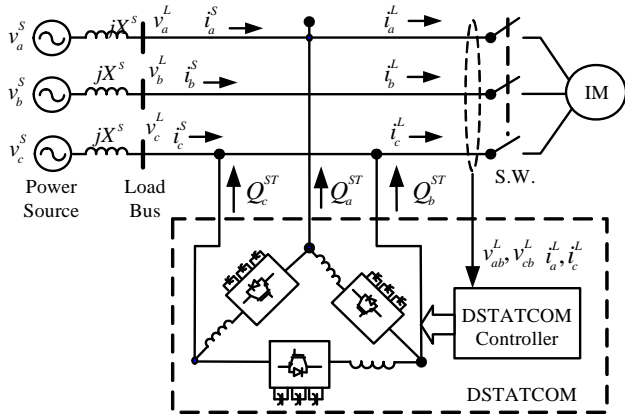 v_a^S jX^S v_a^L i_a^S i_a^L
v_b^S jX^S v_b^L i_b^S i_b^L IM
v_c^S jX^S v_c^L i_c^S i_c^L
Power Source
Load Bus
Q_c^ST Q_a^ST Q_b^ST
S.W.
v_ab^L, v_cb^L i_a^L, i_c^L
DSTATCOM
Controller
DSTATCOM